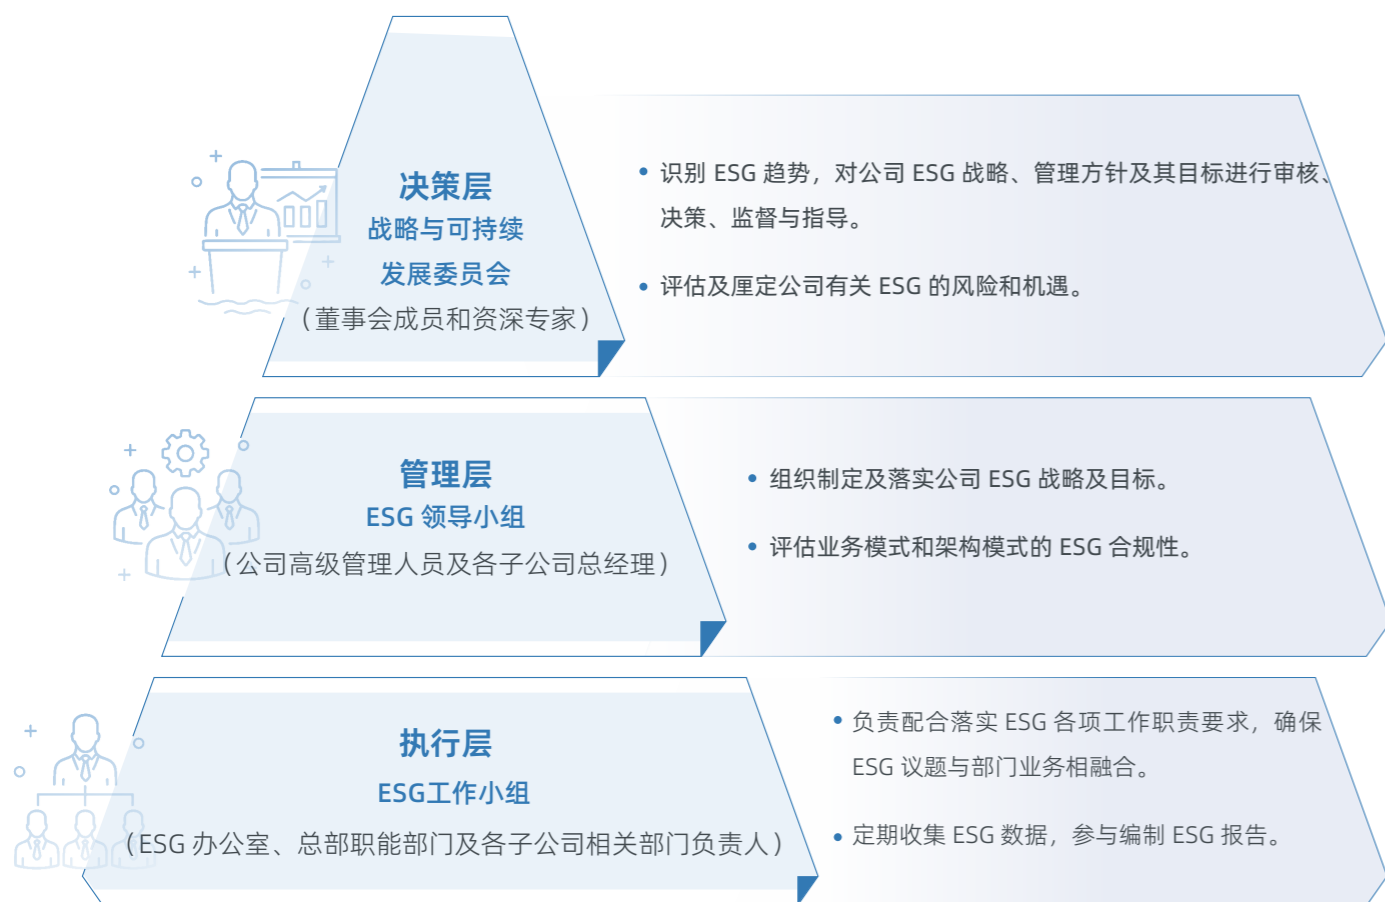 决策层
战略与可持续
发展委员会
（董事会成员和资深专家）
• 识别 ESG 趋势，对公司 ESG 战略、管理方针及其目标进行审核、
决策、监督与指导。
• 评估及厘定公司有关 ESG 的风险和机遇。
管理层
ESG 领导小组
（公司高级管理人员及各子公司总经理）
• 组织制定及落实公司 ESG 战略及目标。
• 评估业务模式和架构模式的 ESG 合规性。
执行层
ESG工作小组
（ESG 办公室、总部职能部门及各子公司相关部门负责人）
• 负责配合落实 ESG 各项工作职责要求，确保
ESG 议题与部门业务相融合。
• 定期收集 ESG 数据，参与编制 ESG 报告。